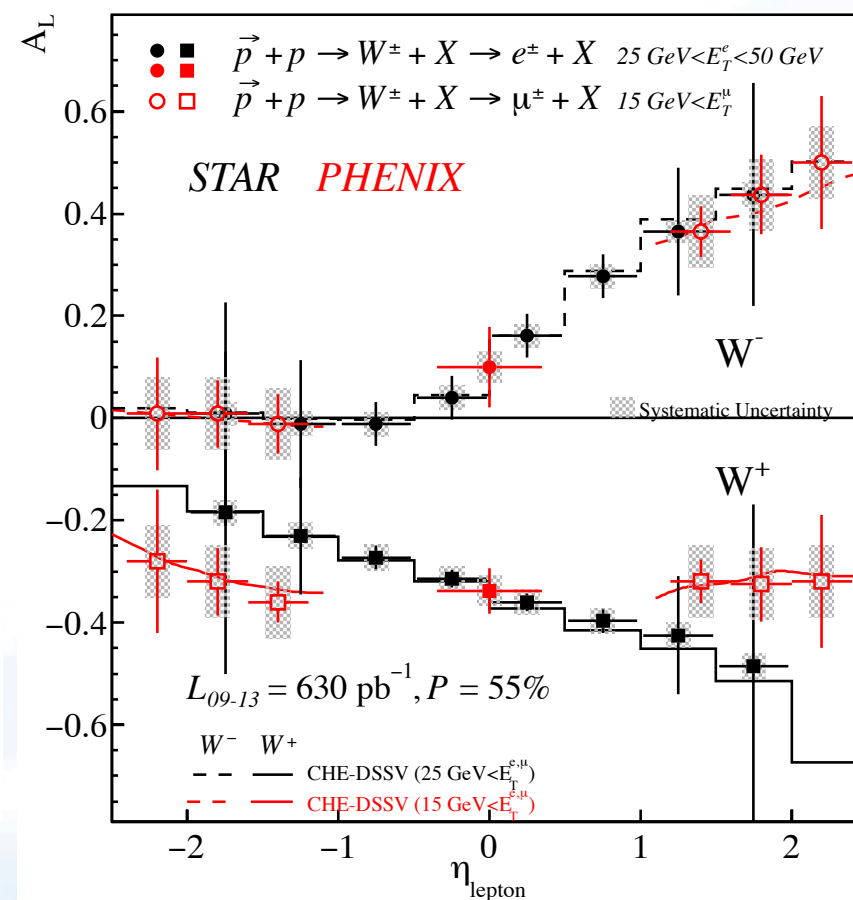 A_L
p⃗ + p → W± + X → e± + X 25 GeV<E_T^e<50 GeV
p⃗ + p → W± + X → μ± + X 15 GeV<E_T^μ
STAR PHENIX
0.6
0.4
0.2
0
−0.2
−0.4
−0.6
W⁻
Systematic Uncertainty
W⁺
L_09-13 = 630 pb⁻¹, P = 55%
W⁻ W⁺
CHE-DSSV (25 GeV<E_T^e,μ)
CHE-DSSV (15 GeV<E_T^e,μ)
−2 −1 0 1 2
η_lepton